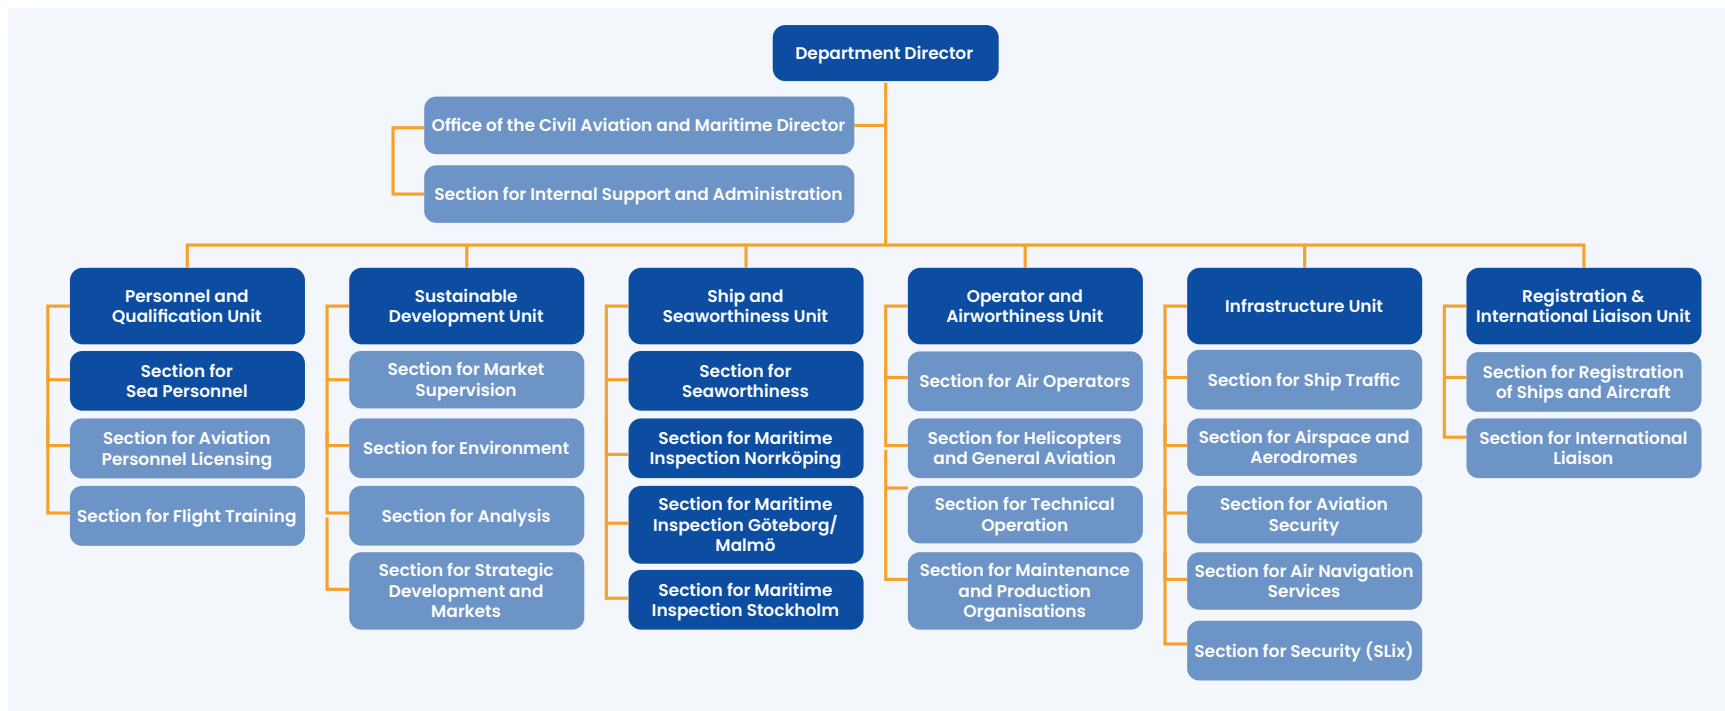 Department Director
Office of the Civil Aviation and Maritime Director
Section for Internal Support and Administration
Personnel and
Qualification Unit
Section for
Sea Personnel
Section for Aviation
Personnel Licensing
Section for Flight Training
Sustainable
Development Unit
Section for Market
Supervision
Section for Environment
Section for Analysis
Section for Strategic
Development and
Markets
Ship and
Seaworthiness Unit
Section for
Seaworthiness
Section for Maritime
Inspection Norrköping
Section for Maritime
Inspection Göteborg/
Malmö
Section for Maritime
Inspection Stockholm
Operator and
Airworthiness Unit
Section for Air Operators
Section for Helicopters
and General Aviation
Section for Technical
Operation
Section for Maintenance
and Production
Organisations
Infrastructure Unit
Section for Ship Traffic
Section for Airspace and
Aerodromes
Section for Aviation
Security
Section for Air Navigation
Services
Section for Security (SLix)
Registration &
International Liaison Unit
Section for Registration
of Ships and Aircraft
Section for International
Liaison